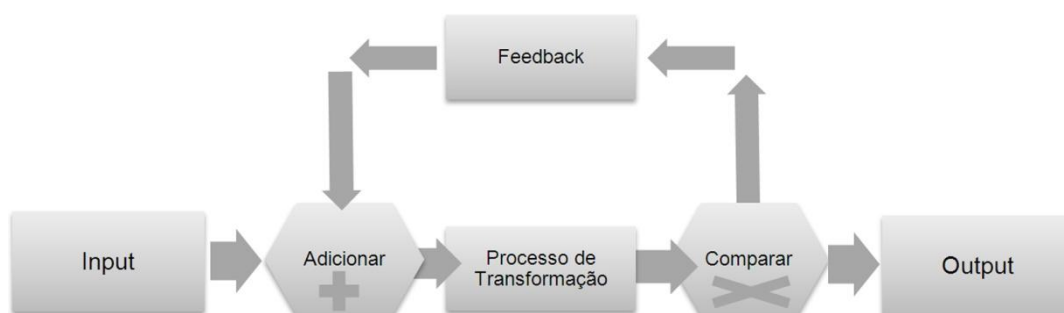 Feedback
Input
Adicionar
Processo de
Transformação
Comparar
Output